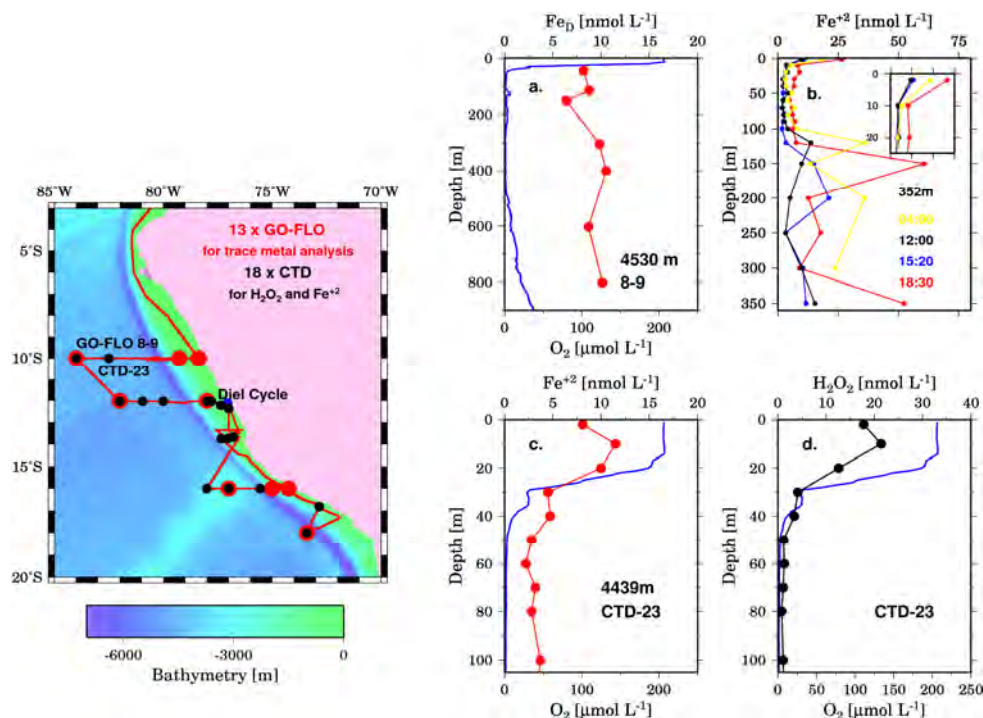 85°W 80°W 75°W 70°W
5°S
10°S
15°S
20°S
13 x GO-FLO
for trace metal analysis
18 x CTD
for H₂O₂ and Fe⁺²
GO-FLO 8-9
CTD-23
Diel Cycle
-6000 -3000 0
Bathymetry [m]
Fe_D [nmol L⁻¹]
0 5 10 15
0
200
400
600
800
Depth [m]
a.
4530 m
8-9
0 100 200
O₂ [μmol L⁻¹]
Fe⁺² [nmol L⁻¹]
0 25 50 75
0
50
100
150
200
250
300
350
Depth [m]
b.
0
10
20
352m
04:00
12:00
15:20
18:30
Fe⁺² [nmol L⁻¹]
0 5 10 15
0
20
40
60
80
100
Depth [m]
c.
4439m
CTD-23
0 50 100 150 200 250
O₂ [μmol L⁻¹]
H₂O₂ [nmol L⁻¹]
0 10 20 30 40
0
20
40
60
80
100
Depth [m]
d.
CTD-23
0 50 100 150 200 250
O₂ [μmol L⁻¹]